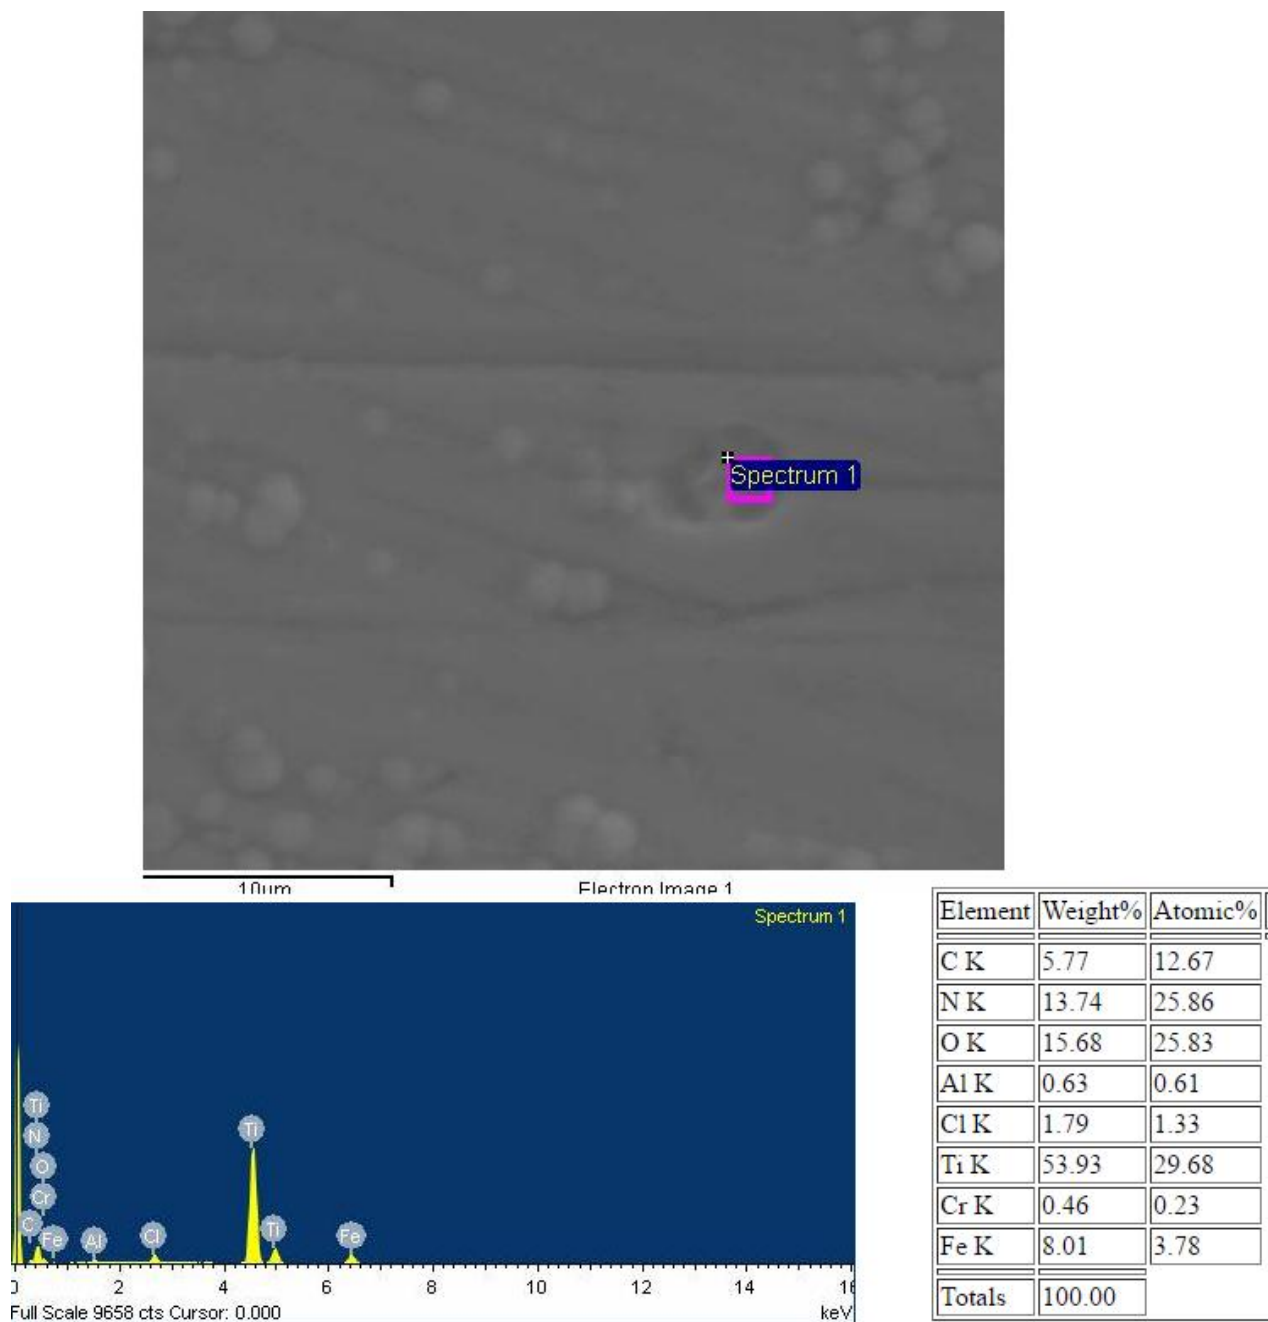 Spectrum 1
10µm Electron Image 1
Spectrum 1
Ti
N
O
Cr
C
Fe
Al
Cl
Ti
Ti
Fe
0 2 4 6 8 10 12 14 16
Full Scale 9658 cts Cursor: 0.000 keV
Element Weight% Atomic%
C K 5.77 12.67
N K 13.74 25.86
O K 15.68 25.83
Al K 0.63 0.61
Cl K 1.79 1.33
Ti K 53.93 29.68
Cr K 0.46 0.23
Fe K 8.01 3.78
Totals 100.00